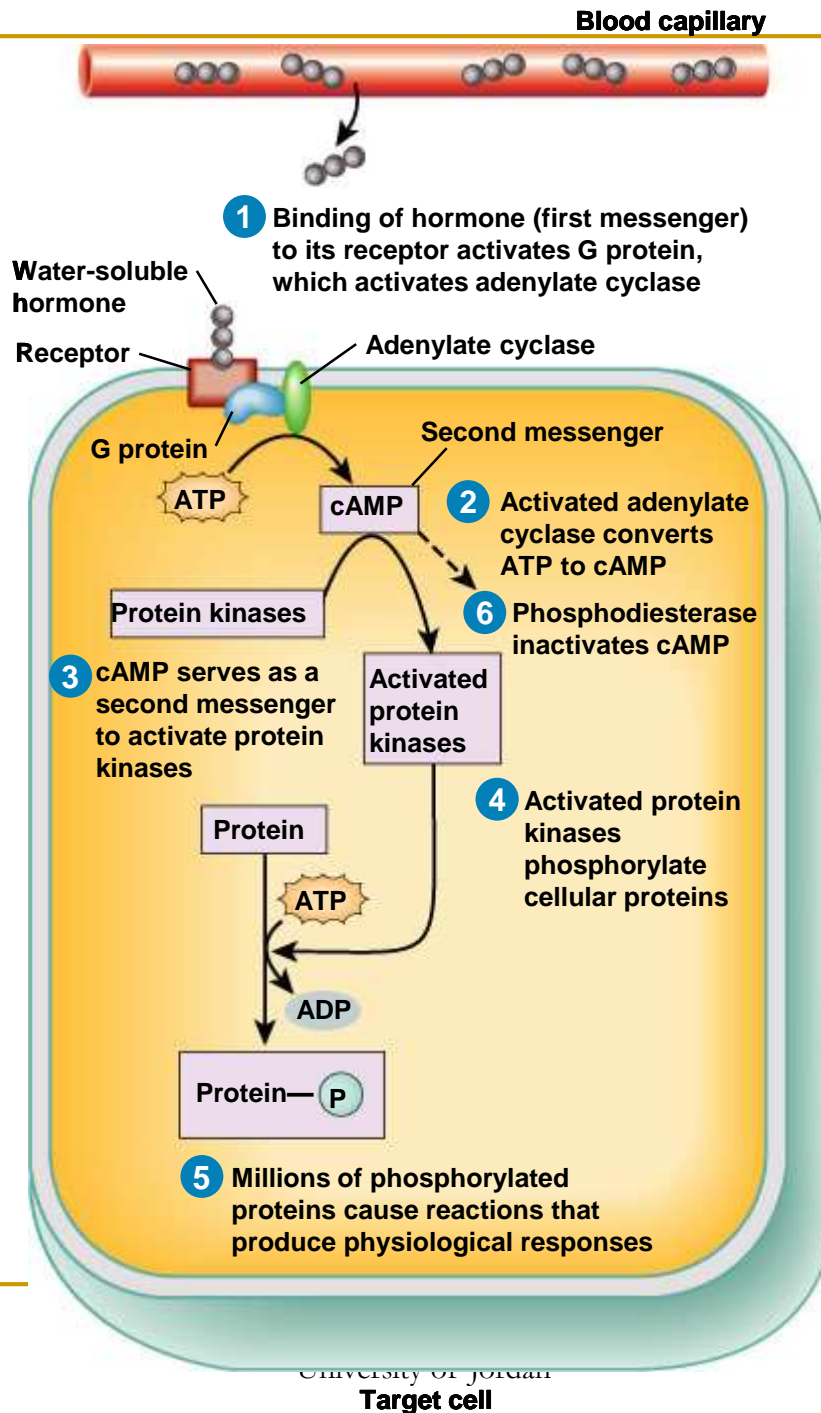 Blood capillary
1 Binding of hormone (first messenger)
to its receptor activates G protein,
which activates adenylate cyclase
Water-soluble
hormone
Receptor
Adenylate cyclase
G protein
Second messenger
ATP
cAMP
2 Activated adenylate
cyclase converts
ATP to cAMP
Protein kinases
6 Phosphodiesterase
inactivates cAMP
3 cAMP serves as a
second messenger
to activate protein
kinases
Activated
protein
kinases
4 Activated protein
kinases
phosphorylate
cellular proteins
Protein
ATP
ADP
Protein— P
5 Millions of phosphorylated
proteins cause reactions that
produce physiological responses
University of Jordan
Target cell